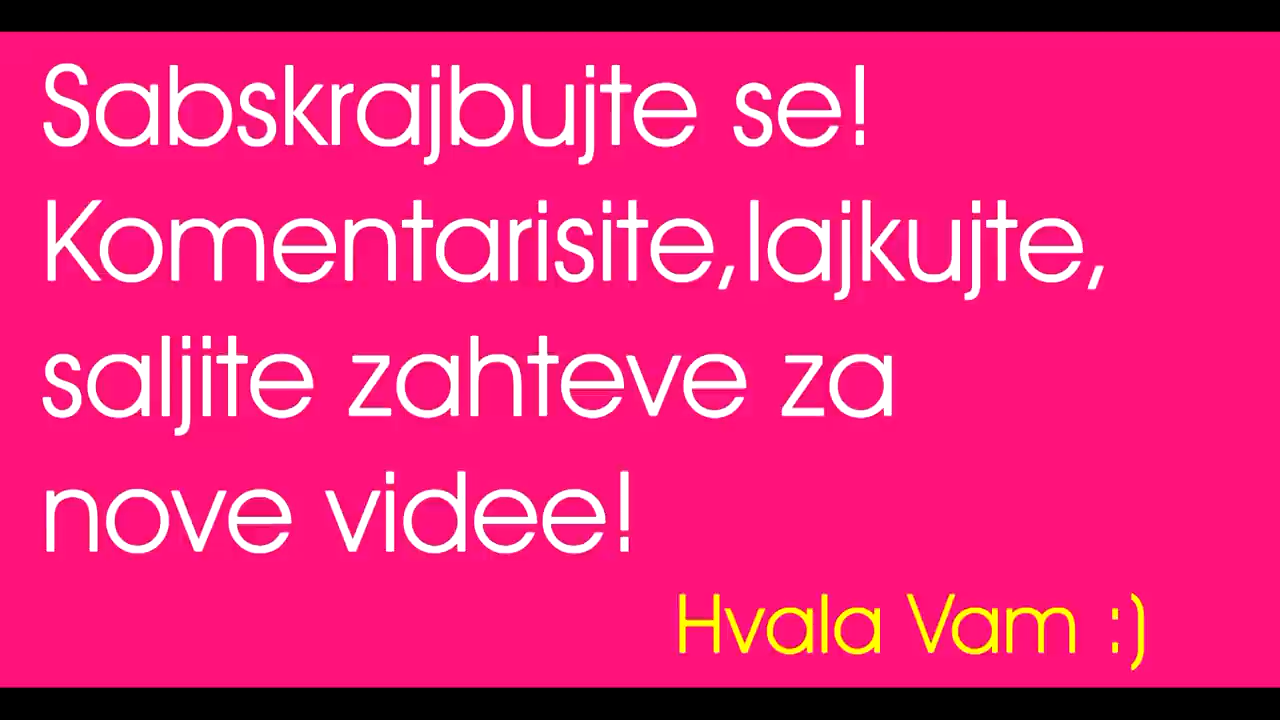 Sabskrajbujte se!
Komentarisite,lajkujte,
saljite zahteve za
nove videe!
Hvala Vam :)